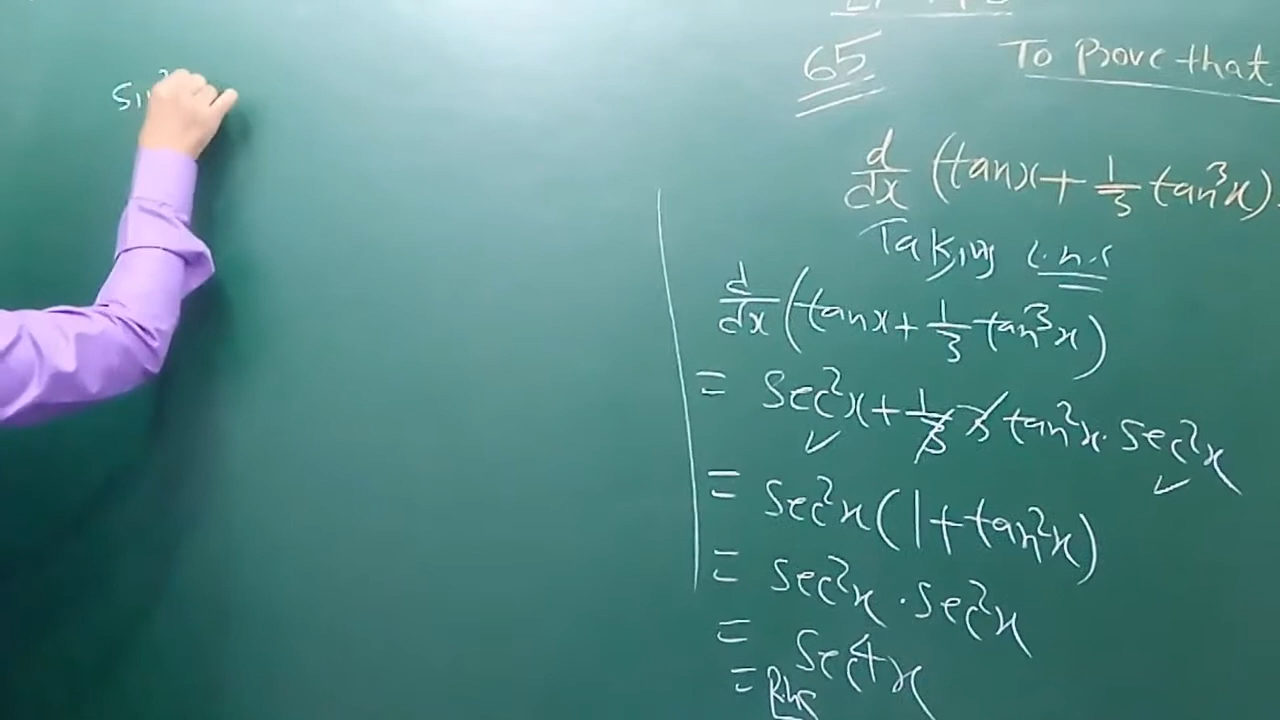 65 To Prove that
d/dx (tanx + 1/3 tan³x)
Taking L.H.S
d/dx (tanx + 1/3 tan³x)
= Sec²x + 1/3 3 tan²x. Sec²x
= Sec²x (1 + tan²x)
= Sec²x . Sec²x
= Sec⁴x
= R.h.s